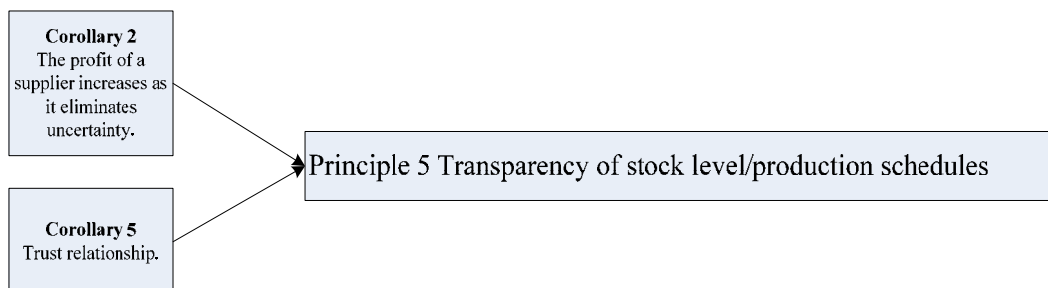 Corollary 2
The profit of a
supplier increases as
it eliminates
uncertainty.
Principle 5 Transparency of stock level/production schedules
Corollary 5
Trust relationship.